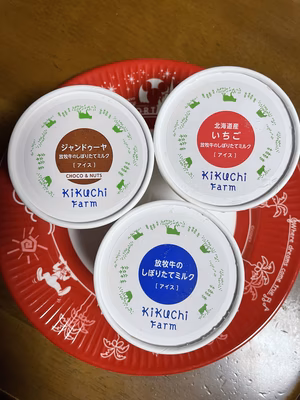 ジャンドゥーヤ
放牧牛のしぼりたてミルク
[アイス]
CHOCO & NUTS
KiKUCHi
Farm
北海道産
いちご
放牧牛のしぼりたてミルク
[アイス]
KiKUCHi
Farm
放牧牛の
しぼりたてミルク
[アイス]
KiKUCHi
Farm